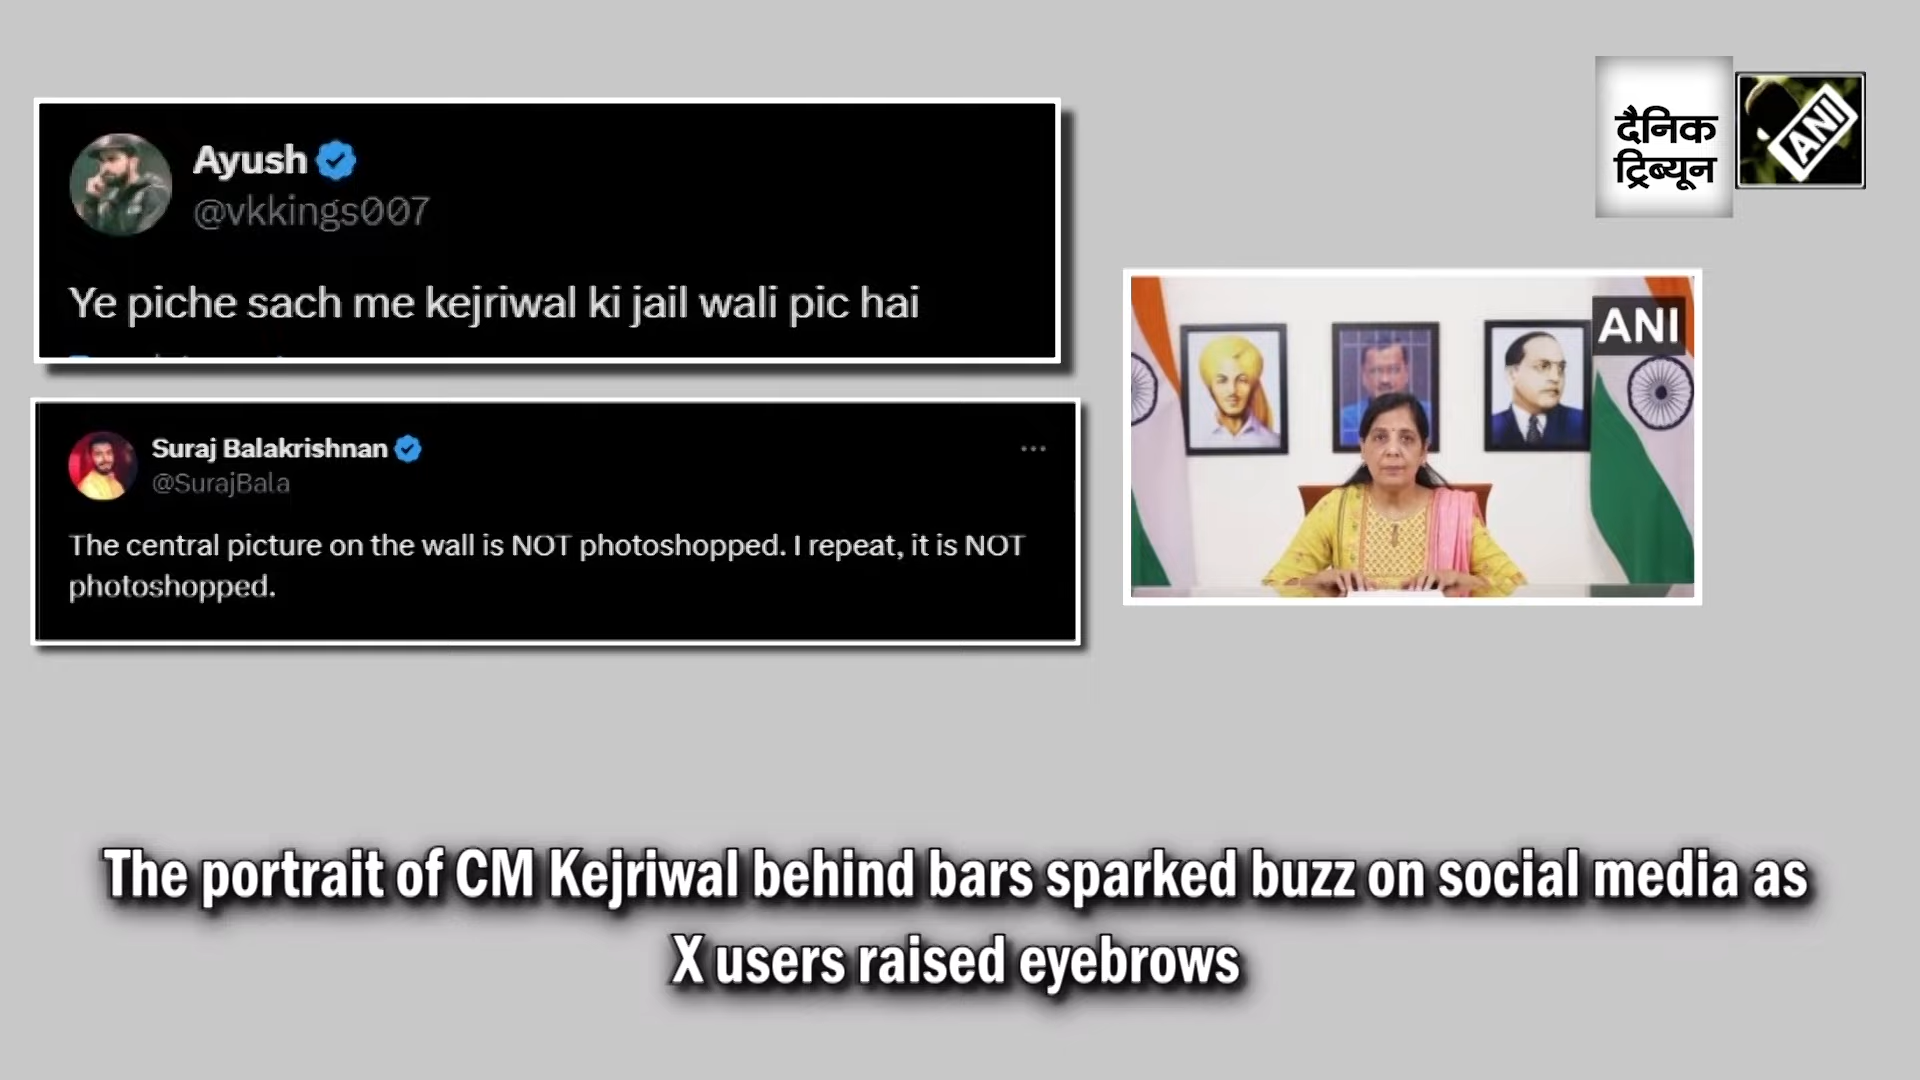 दैनिक
ट्रिब्यून
ANI
Ayush
@vkkings007
Ye piche sach me kejriwal ki jail wali pic hai
ANI
Suraj Balakrishnan
@SurajBala
The central picture on the wall is NOT photoshopped. I repeat, it is NOT
photoshopped.
The portrait of CM Kejriwal behind bars sparked buzz on social media as
X users raised eyebrows